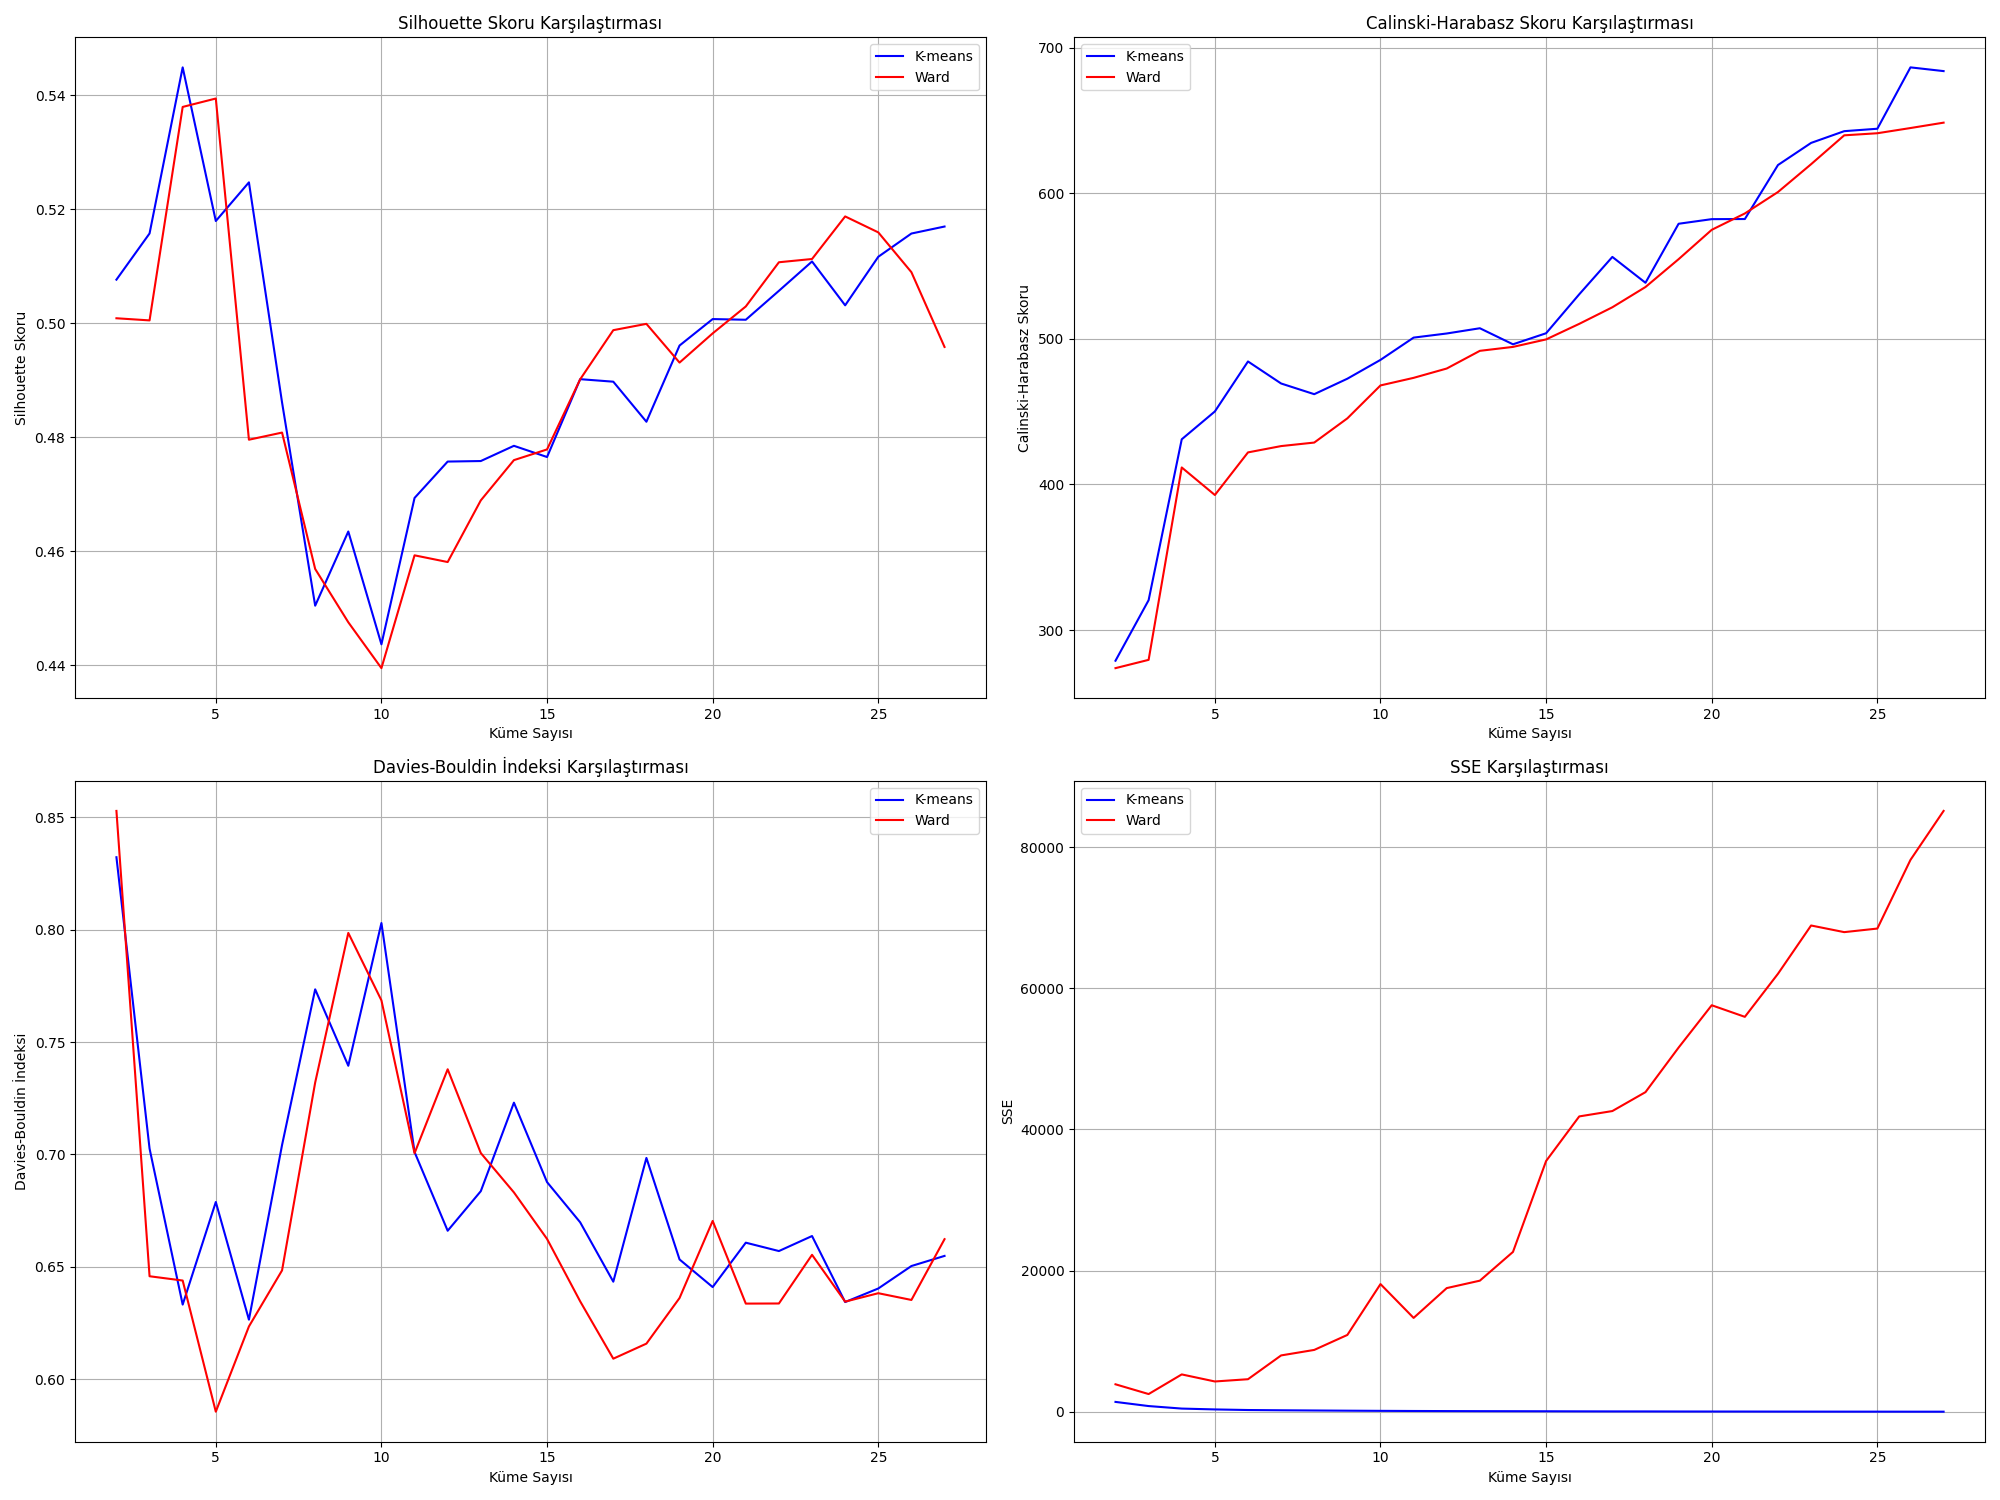 Silhouette Skoru Karşılaştırması
K-means
Ward
0.54
0.52
0.50
0.48
0.46
0.44
Silhouette Skoru
5 10 15 20 25
Küme Sayısı
Calinski-Harabasz Skoru Karşılaştırması
K-means
Ward
700
600
500
400
300
Calinski-Harabasz Skoru
5 10 15 20 25
Küme Sayısı
Davies-Bouldin İndeksi Karşılaştırması
K-means
Ward
0.85
0.80
0.75
0.70
0.65
0.60
Davies-Bouldin İndeksi
5 10 15 20 25
Küme Sayısı
SSE Karşılaştırması
K-means
Ward
80000
60000
40000
20000
0
SSE
5 10 15 20 25
Küme Sayısı